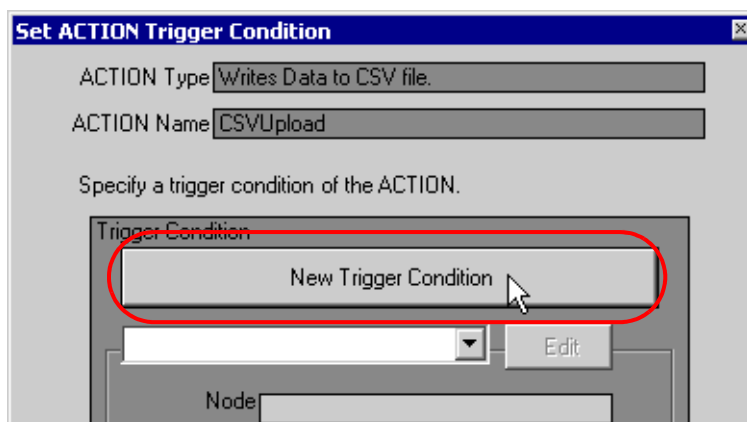 Set ACTION Trigger Condition
ACTION Type Writes Data to CSV file.
ACTION Name CSVUpload
Specify a trigger condition of the ACTION.
Trigger Condition
New Trigger Condition
Edit
Node